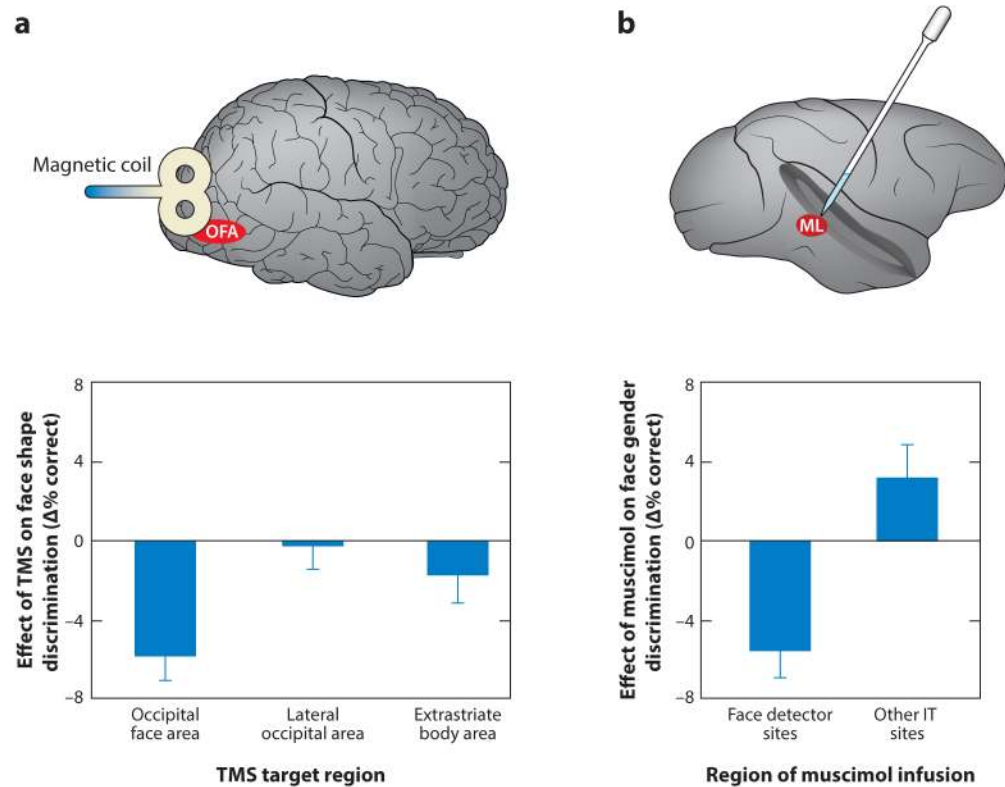 a
Magnetic coil
OFA
Effect of TMS on face shape
discrimination (Δ% correct)
8
4
0
–4
–8
Occipital
face area
Lateral
occipital area
Extrastriate
body area
TMS target region
b
ML
Effect of muscimol on face gender
discrimination (Δ% correct)
8
4
0
–4
–8
Face detector
sites
Other IT
sites
Region of muscimol infusion